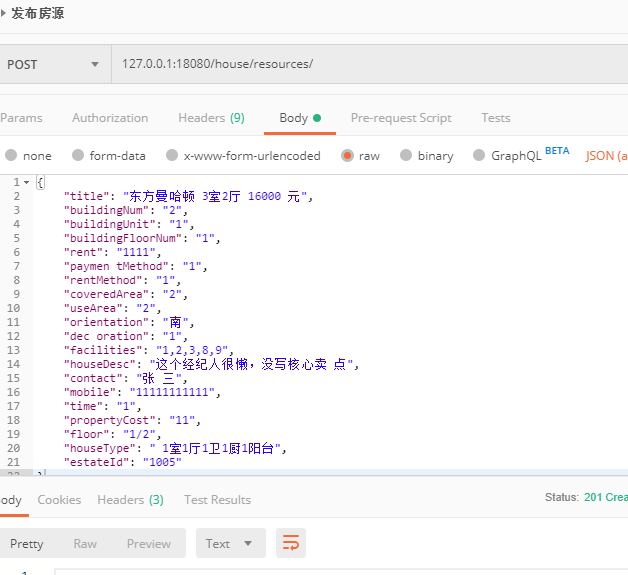 发布房源
POST 127.0.0.1:18080/house/resources/
Params Authorization Headers (9) Body Pre-request Script Tests
none form-data x-www-form-urlencoded raw binary GraphQL BETA JSON (a
1 {
2 "title": "东方曼哈顿 3室2厅 16000 元",
3 "buildingNum": "2",
4 "buildingUnit": "1",
5 "buildingFloorNum": "1",
6 "rent": "1111",
7 "paymen tMethod": "1",
8 "rentMethod": "1",
9 "coveredArea": "2",
10 "useArea": "2",
11 "orientation": "南",
12 "dec oration": "1",
13 "facilities": "1,2,3,8,9",
14 "houseDesc": "这个经纪人很懒，没写核心卖 点",
15 "contact": "张 三",
16 "mobile": "11111111111",
17 "time": "1",
18 "propertyCost": "11",
19 "floor": "1/2",
20 "houseType": " 1室1厅1卫1厨1阳台",
21 "estateId": "1005"
22 }
ody Cookies Headers (3) Test Results Status: 201 Crea
Pretty Raw Preview Text
1